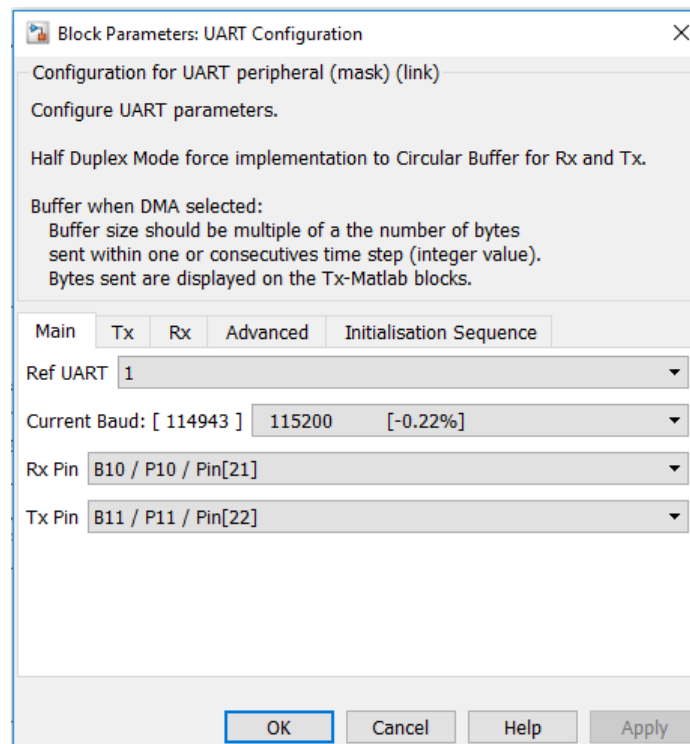 Block Parameters: UART Configuration
Configuration for UART peripheral (mask) (link)
Configure UART parameters.
Half Duplex Mode force implementation to Circular Buffer for Rx and Tx.
Buffer when DMA selected:
Buffer size should be multiple of a the number of bytes
sent within one or consecutives time step (integer value).
Bytes sent are displayed on the Tx-Matlab blocks.
Main Tx Rx Advanced Initialisation Sequence
Ref UART 1
Current Baud: [ 114943 ] 115200 [-0.22%]
Rx Pin B10 / P10 / Pin[21]
Tx Pin B11 / P11 / Pin[22]
OK Cancel Help Apply